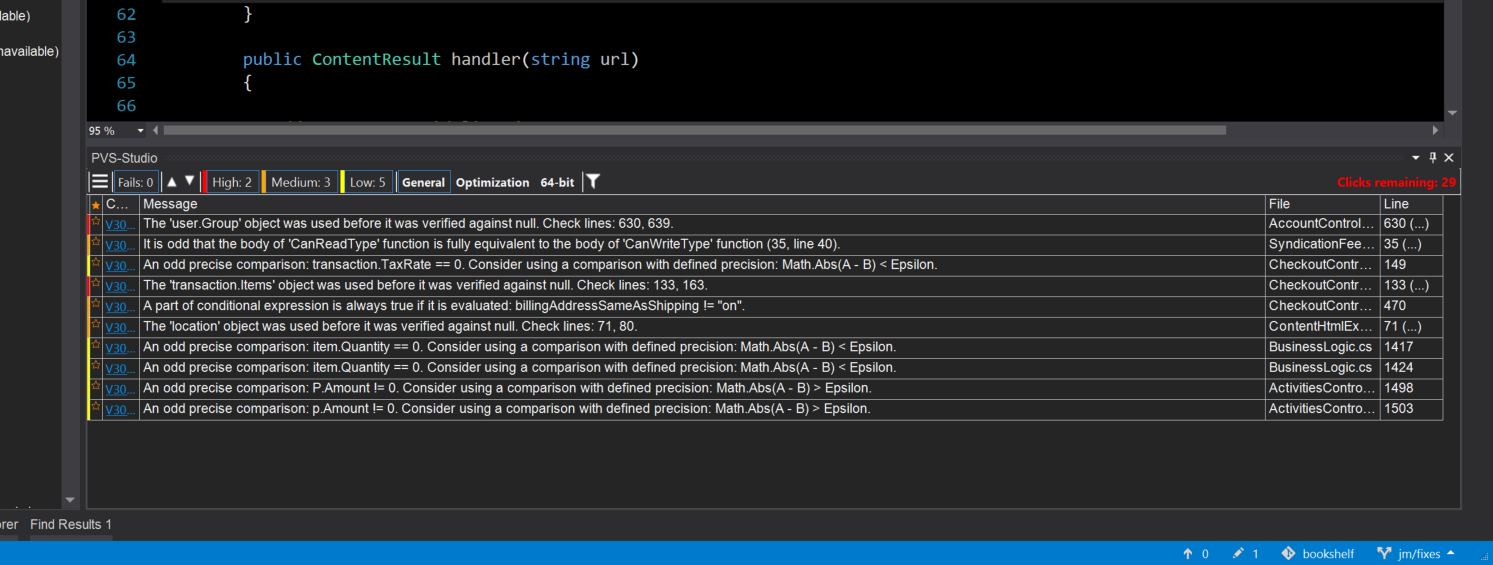 lable)
navailable)
62 }
63
64 public ContentResult handler(string url)
65 {
66
95 %
PVS-Studio
Fails: 0 High: 2 Medium: 3 Low: 5 General Optimization 64-bit Clicks remaining: 29
C... Message File Line
V30... The 'user.Group' object was used before it was verified against null. Check lines: 630, 639. AccountControl... 630 (...)
V30... It is odd that the body of 'CanReadType' function is fully equivalent to the body of 'CanWriteType' function (35, line 40). SyndicationFee... 35 (...)
V30... An odd precise comparison: transaction.TaxRate == 0. Consider using a comparison with defined precision: Math.Abs(A - B) < Epsilon. CheckoutContr... 149
V30... The 'transaction.Items' object was used before it was verified against null. Check lines: 133, 163. CheckoutContr... 133 (...)
V30... A part of conditional expression is always true if it is evaluated: billingAddressSameAsShipping != "on". CheckoutContr... 470
V30... The 'location' object was used before it was verified against null. Check lines: 71, 80. ContentHtmlEx... 71 (...)
V30... An odd precise comparison: item.Quantity == 0. Consider using a comparison with defined precision: Math.Abs(A - B) < Epsilon. BusinessLogic.cs 1417
V30... An odd precise comparison: item.Quantity == 0. Consider using a comparison with defined precision: Math.Abs(A - B) < Epsilon. BusinessLogic.cs 1424
V30... An odd precise comparison: P.Amount != 0. Consider using a comparison with defined precision: Math.Abs(A - B) > Epsilon. ActivitiesContro... 1498
V30... An odd precise comparison: p.Amount != 0. Consider using a comparison with defined precision: Math.Abs(A - B) > Epsilon. ActivitiesContro... 1503
orer Find Results 1
0 1 bookshelf jm/fixes